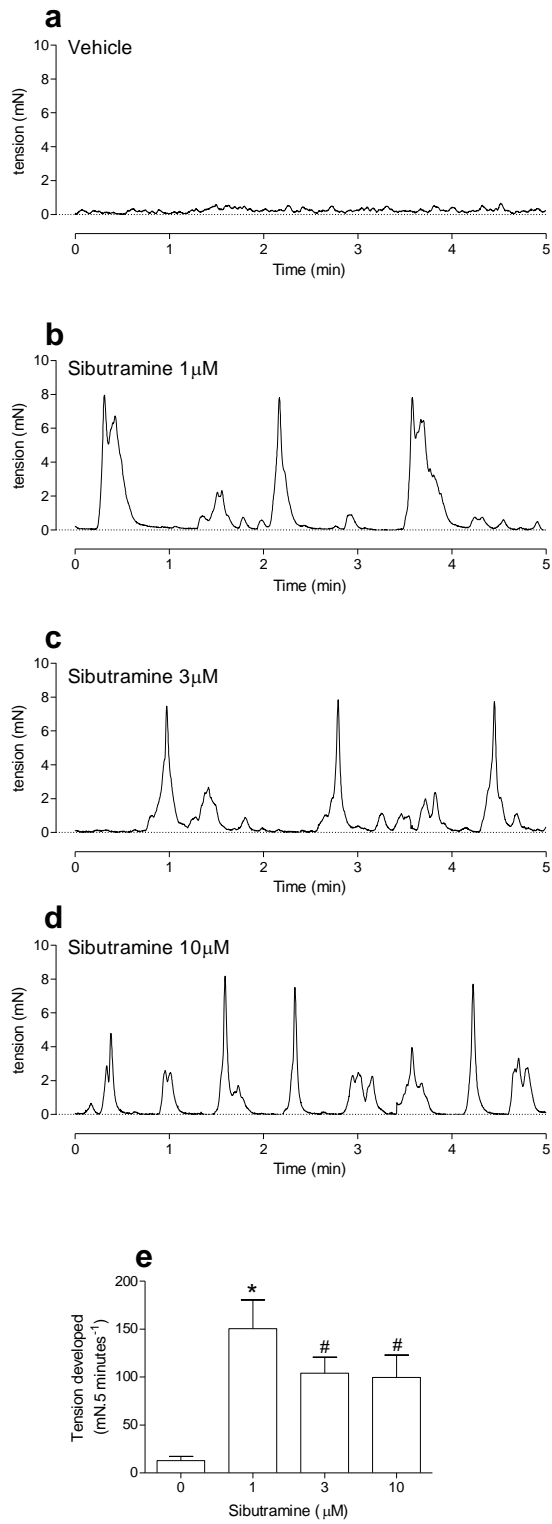 a
Vehicle
10
8
6
4
2
0
tension (mN)
0 1 2 3 4 5
Time (min)
b
Sibutramine 1μM
10
8
6
4
2
0
tension (mN)
0 1 2 3 4 5
Time (min)
c
Sibutramine 3μM
10
8
6
4
2
0
tension (mN)
0 1 2 3 4 5
Time (min)
d
Sibutramine 10μM
10
8
6
4
2
0
tension (mN)
0 1 2 3 4 5
Time (min)
e
200
150
100
50
0
Tension developed
(mN.5 minutes⁻¹)
*
#
#
0 1 3 10
Sibutramine ( μM)